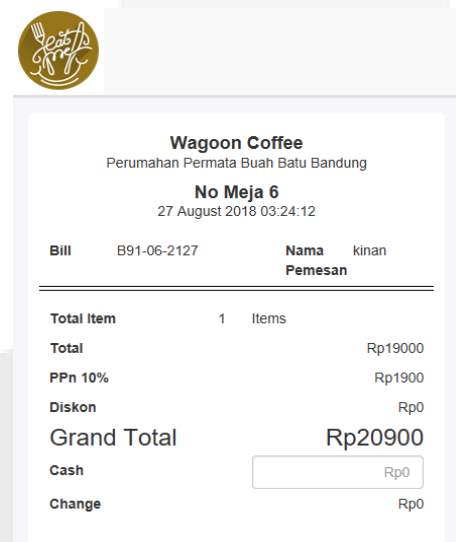 eat
me
Wagoon Coffee
Perumahan Permata Buah Batu Bandung
No Meja 6
27 August 2018 03:24:12
Bill B91-06-2127 Nama Pemesan kinan
Total Item 1 Items
Total Rp19000
PPn 10% Rp1900
Diskon Rp0
Grand Total Rp20900
Cash Rp0
Change Rp0